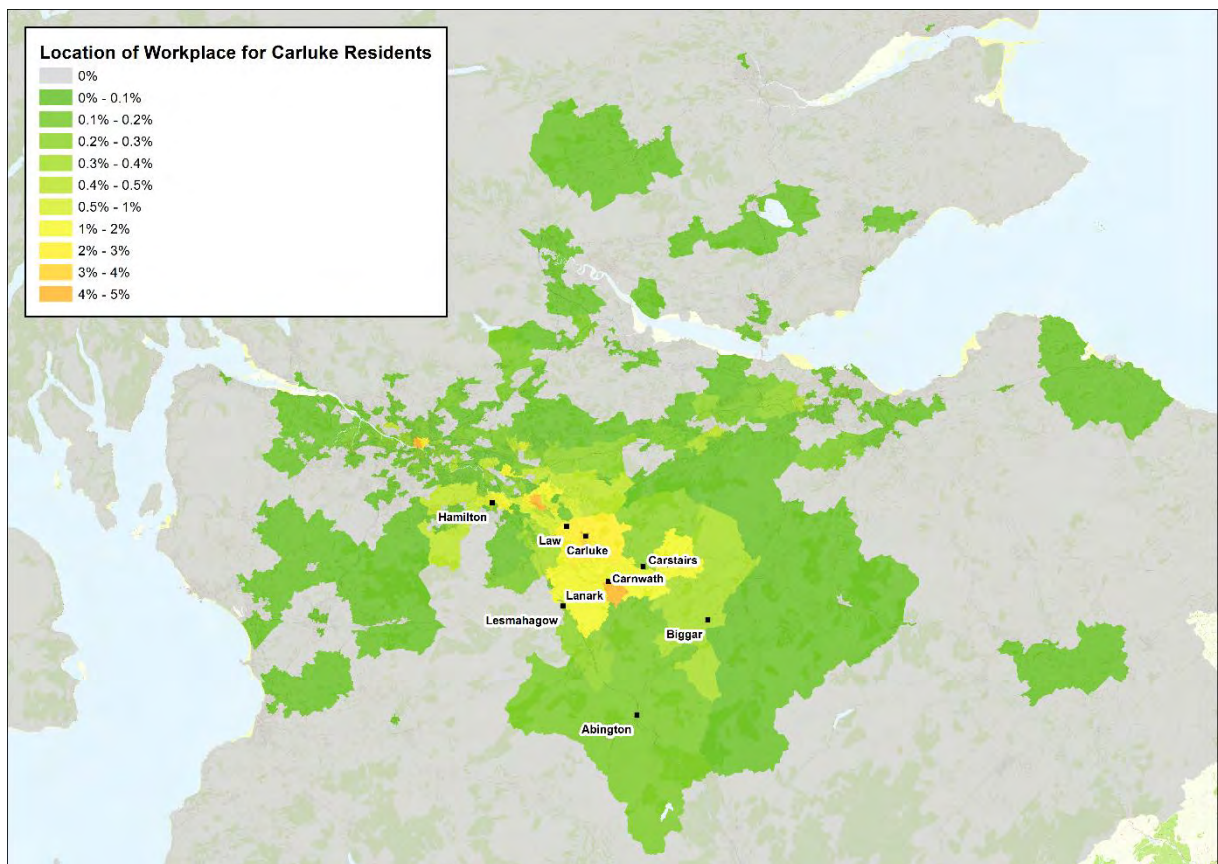 Location of Workplace for Carluke Residents
0%
0% - 0.1%
0.1% - 0.2%
0.2% - 0.3%
0.3% - 0.4%
0.4% - 0.5%
0.5% - 1%
1% - 2%
2% - 3%
3% - 4%
4% - 5%
Hamilton
Law
Carluke
Carstairs
Carnwath
Lanark
Lesmahagow
Biggar
Abington